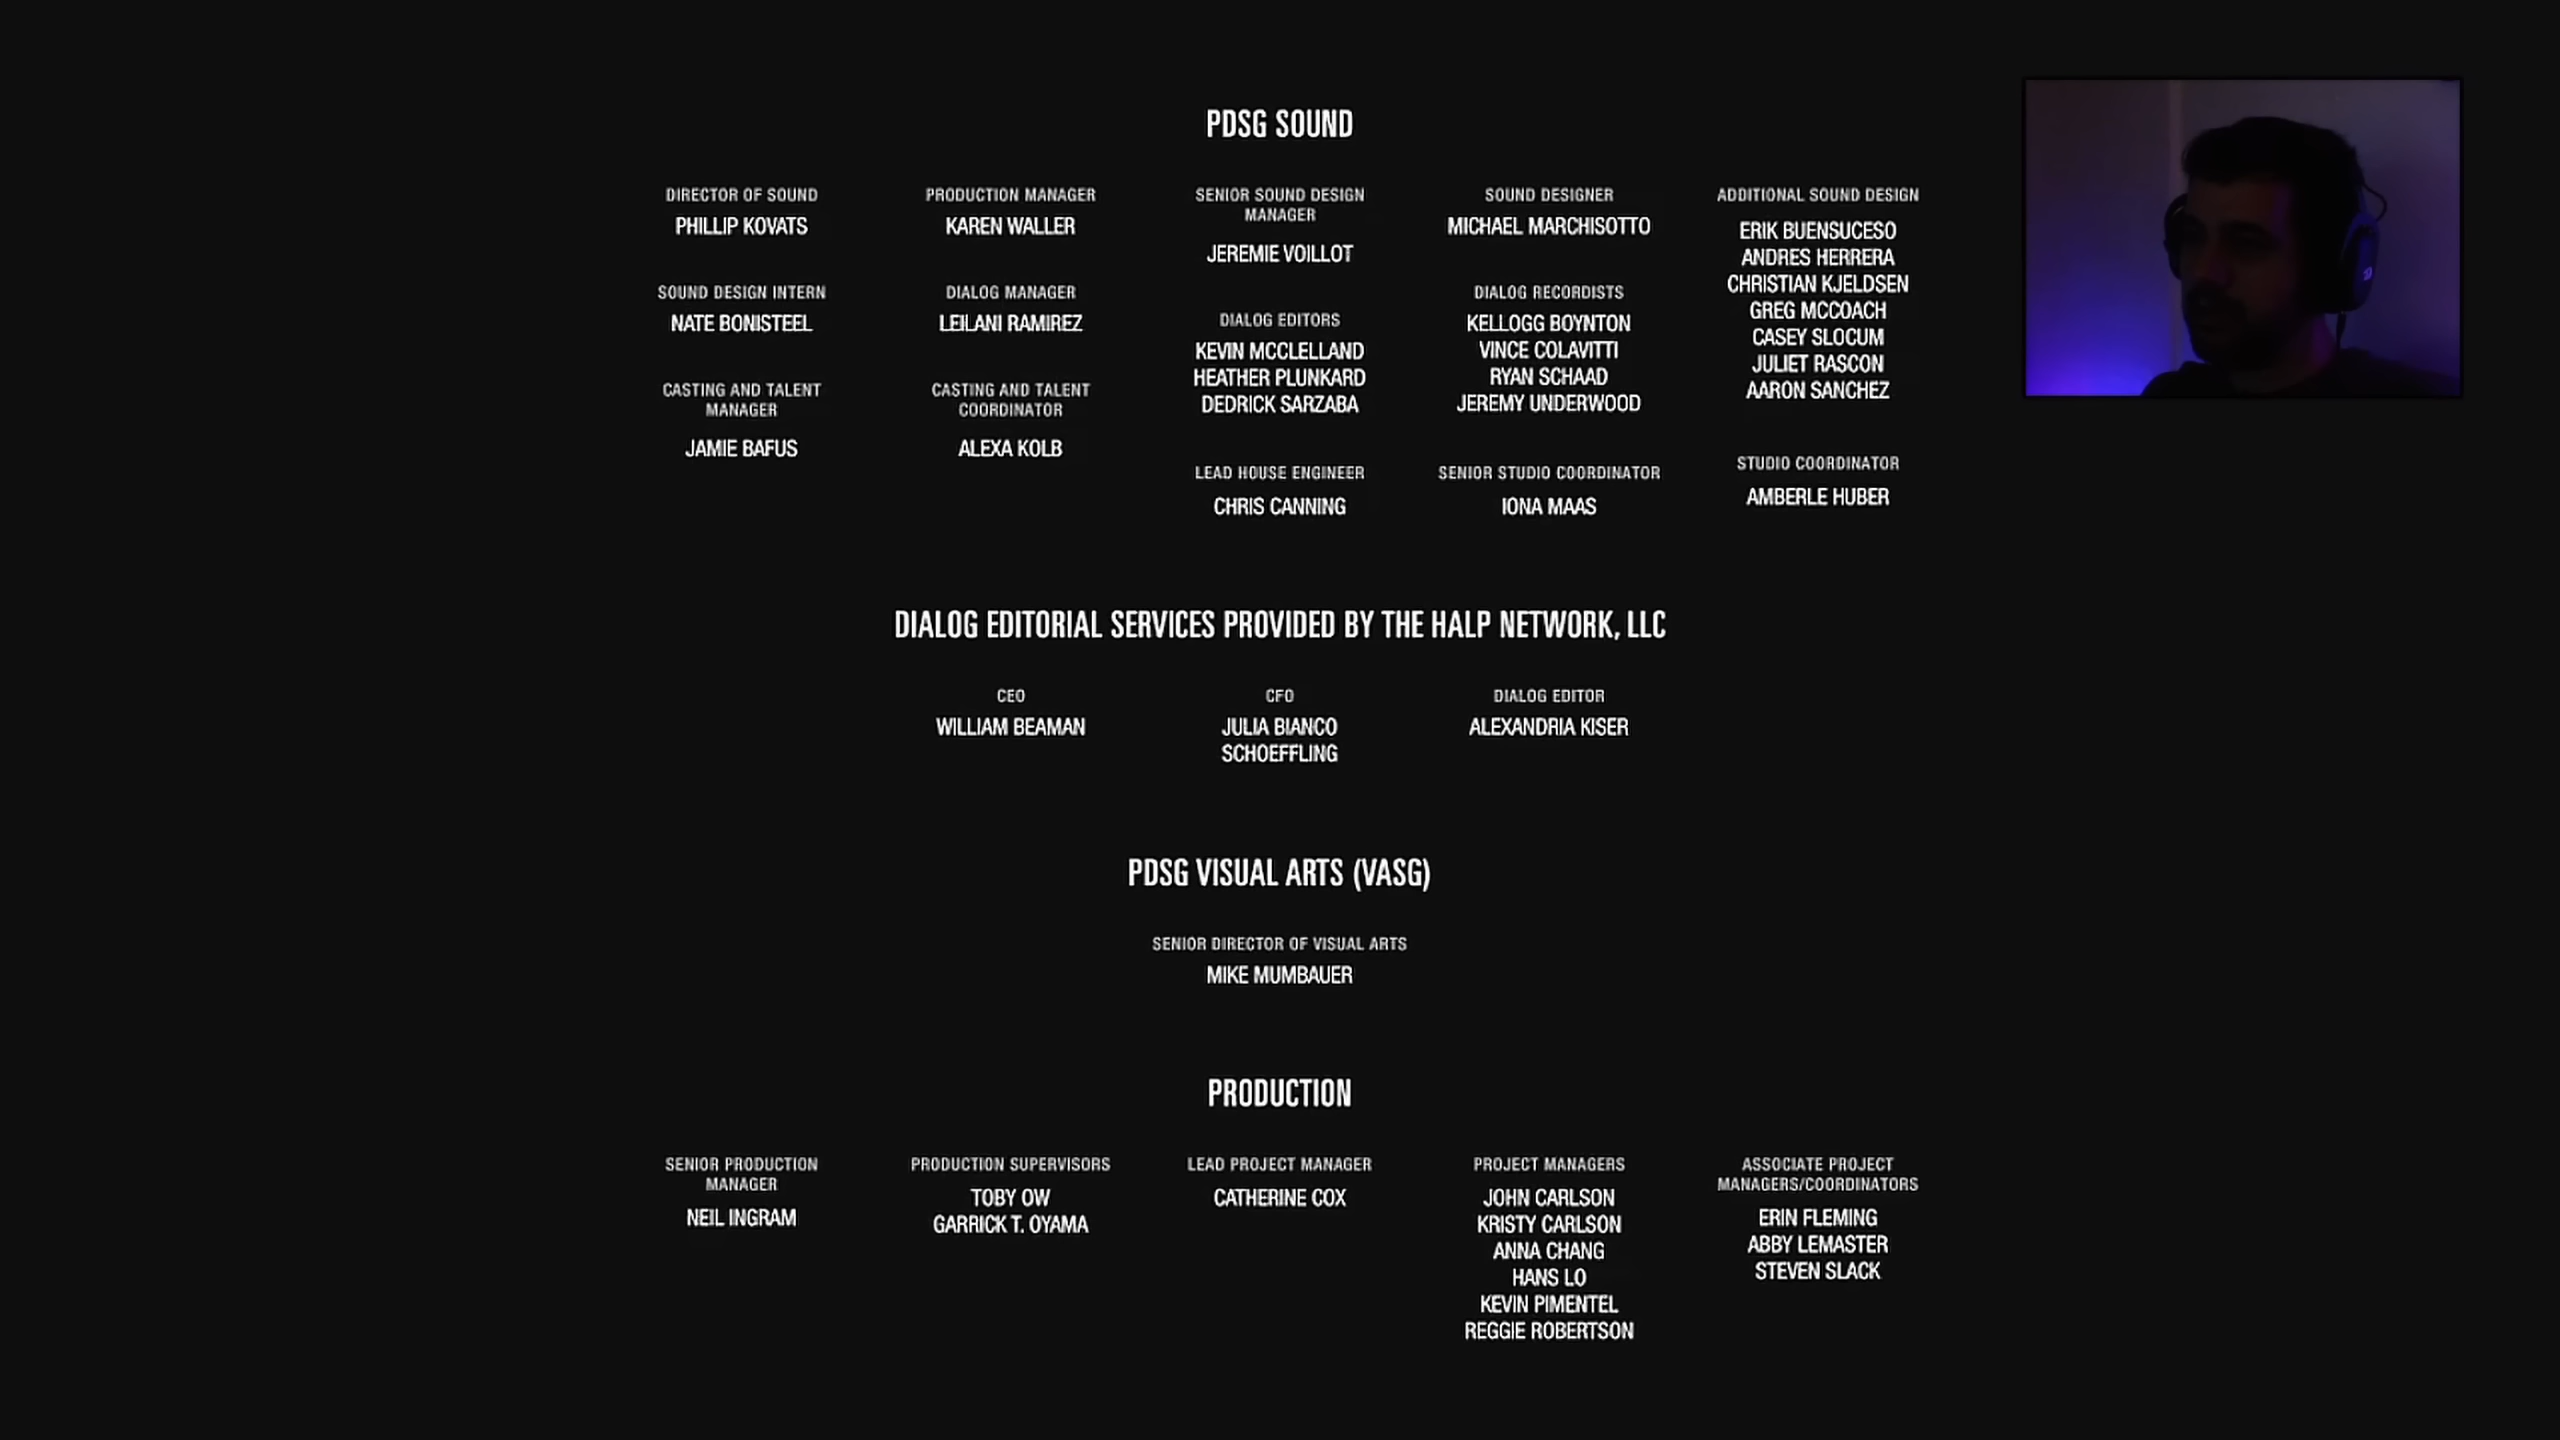 PDSG SOUND
DIRECTOR OF SOUND
PHILLIP KOVATS
SOUND DESIGN INTERN
NATE BONISTEEL
CASTING AND TALENT
MANAGER
JAMIE BAFUS
PRODUCTION MANAGER
KAREN WALLER
DIALOG MANAGER
LEILANI RAMIREZ
CASTING AND TALENT
COORDINATOR
ALEXA KOLB
SENIOR SOUND DESIGN
MANAGER
JEREMIE VOILLOT
DIALOG EDITORS
KEVIN MCCLELLAND
HEATHER PLUNKARD
DEDRICK SARZABA
LEAD HOUSE ENGINEER
CHRIS CANNING
SOUND DESIGNER
MICHAEL MARCHISOTTO
DIALOG RECORDISTS
KELLOGG BOYNTON
VINCE COLAVITTI
RYAN SCHAAD
JEREMY UNDERWOOD
SENIOR STUDIO COORDINATOR
IONA MAAS
ADDITIONAL SOUND DESIGN
ERIK BUENSUCESO
ANDRES HERRERA
CHRISTIAN KJELDSEN
GREG MCCOACH
CASEY SLOCUM
JULIET RASCON
AARON SANCHEZ
STUDIO COORDINATOR
AMBERLE HUBER
DIALOG EDITORIAL SERVICES PROVIDED BY THE HALP NETWORK, LLC
CEO
WILLIAM BEAMAN
CFO
JULIA BIANCO
SCHOEFFLING
DIALOG EDITOR
ALEXANDRIA KISER
PDSG VISUAL ARTS (VASG)
SENIOR DIRECTOR OF VISUAL ARTS
MIKE MUMBAUER
PRODUCTION
SENIOR PRODUCTION
MANAGER
NEIL INGRAM
PRODUCTION SUPERVISORS
TOBY OW
GARRICK T. OYAMA
LEAD PROJECT MANAGER
CATHERINE COX
PROJECT MANAGERS
JOHN CARLSON
KRISTY CARLSON
ANNA CHANG
HANS LO
KEVIN PIMENTEL
REGGIE ROBERTSON
ASSOCIATE PROJECT
MANAGERS/COORDINATORS
ERIN FLEMING
ABBY LEMASTER
STEVEN SLACK